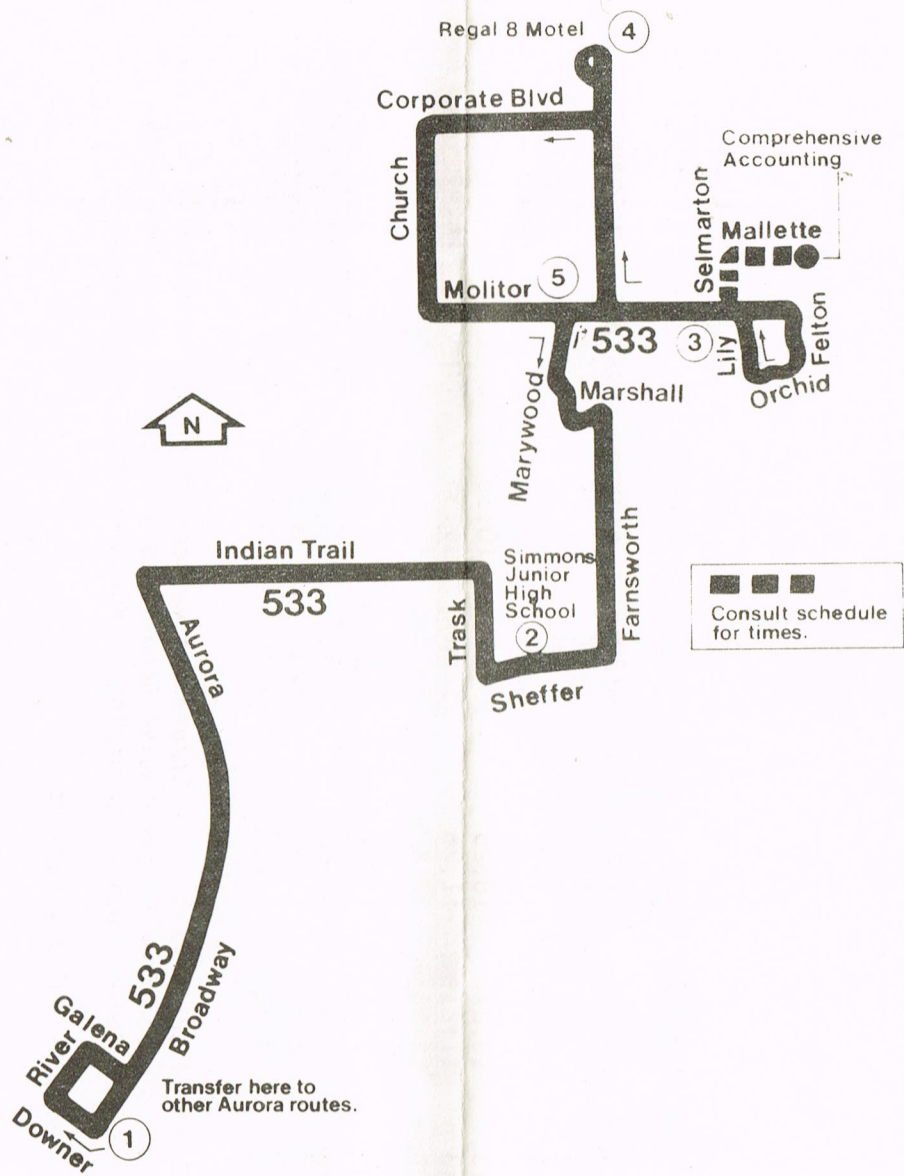 Regal 8 Motel
4
Corporate Blvd
Comprehensive
Accounting
Church
Selmarton
Mallette
Molitor
5
533
3
Lily
Felton
Orchid
Marywood
Marshall
N
Indian Trail
533
Simmons
Junior
High
School
2
Trask
Farnsworth
Sheffer
Consult schedule
for times.
Aurora
533
Broadway
Galena
River
Downer
1
Transfer here to
other Aurora routes.